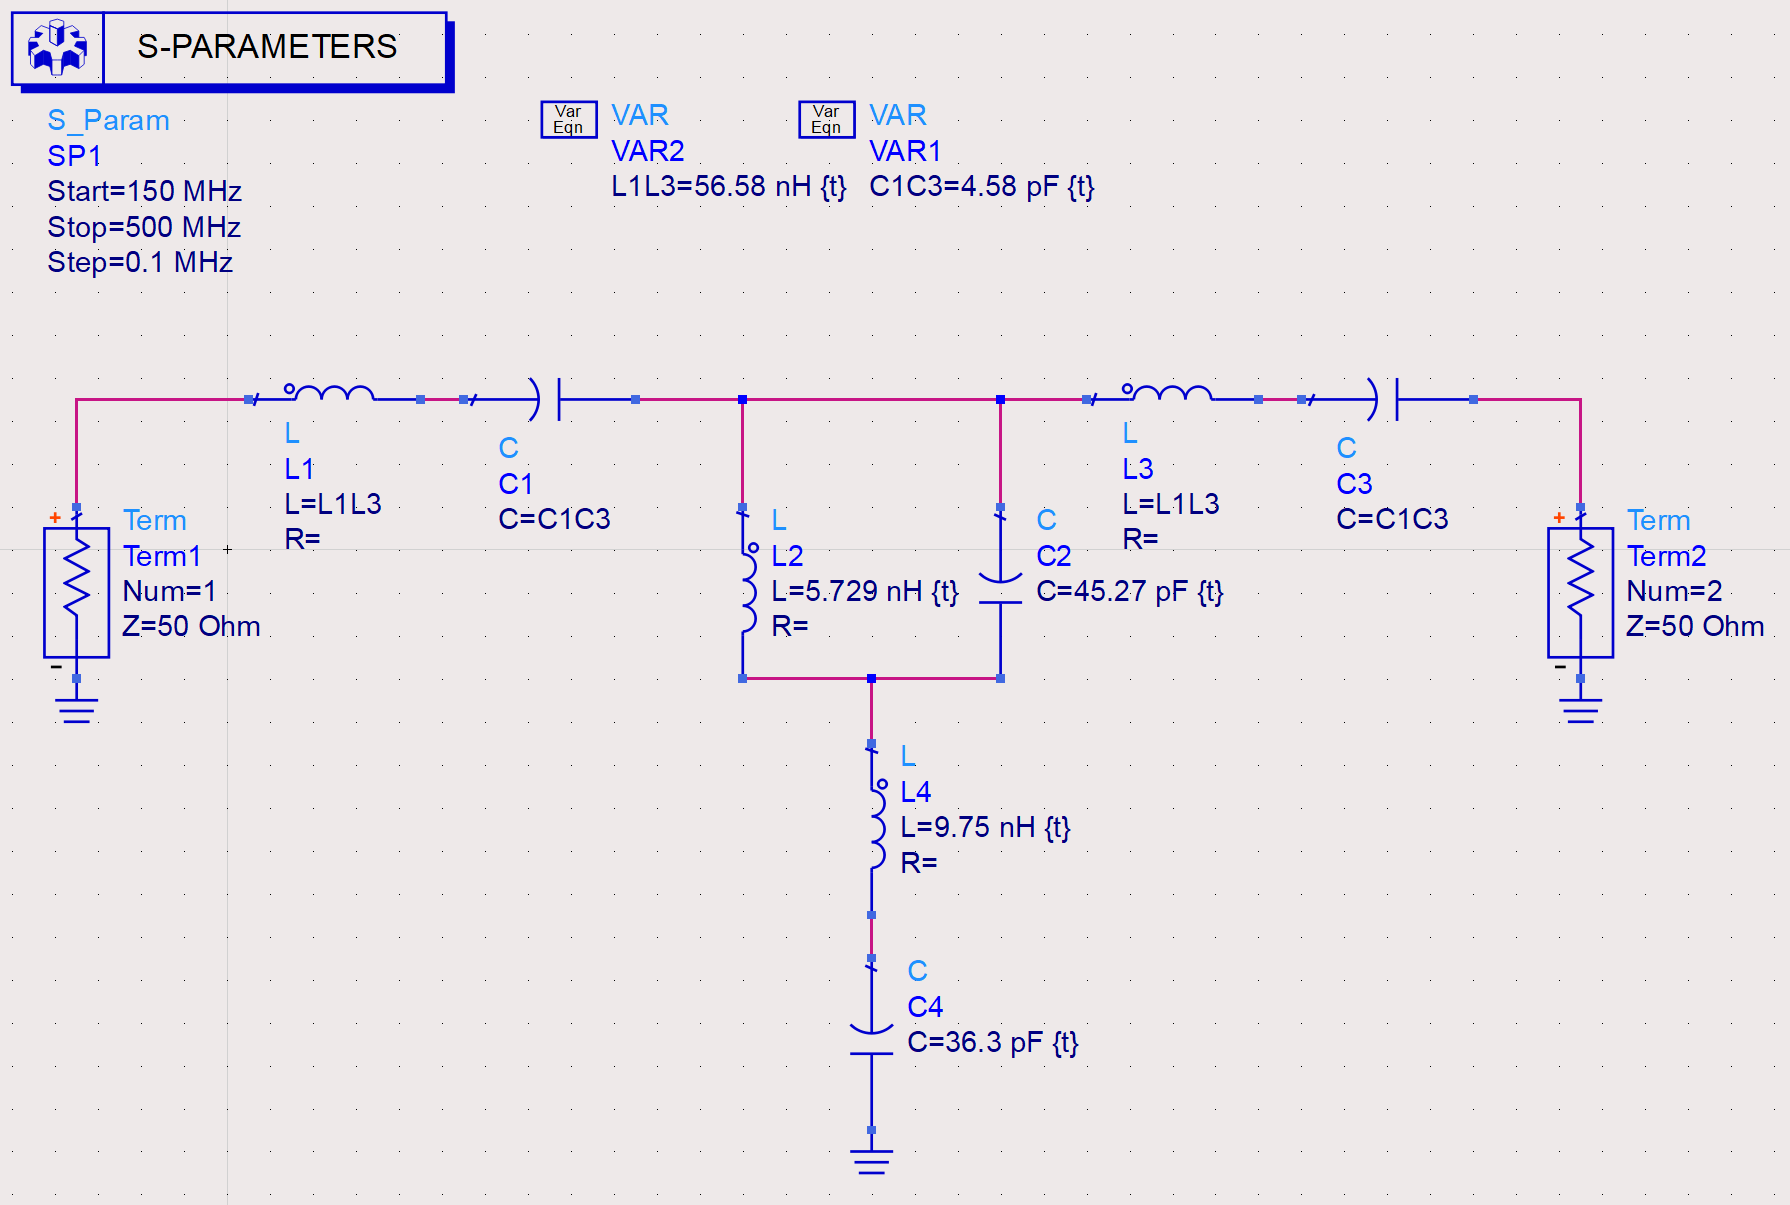 S-PARAMETERS
S_Param
SP1
Start=150 MHz
Stop=500 MHz
Step=0.1 MHz
Var
Eqn
VAR
VAR2
L1L3=56.58 nH {t}
Var
Eqn
VAR
VAR1
C1C3=4.58 pF {t}
L
L1
L=L1L3
R=
C
C1
C=C1C3
L
L3
L=L1L3
R=
C
C3
C=C1C3
+
Term
Term1
Num=1
Z=50 Ohm
-
L
L2
L=5.729 nH {t}
R=
C
C2
C=45.27 pF {t}
+
Term
Term2
Num=2
Z=50 Ohm
-
L
L4
L=9.75 nH {t}
R=
C
C4
C=36.3 pF {t}